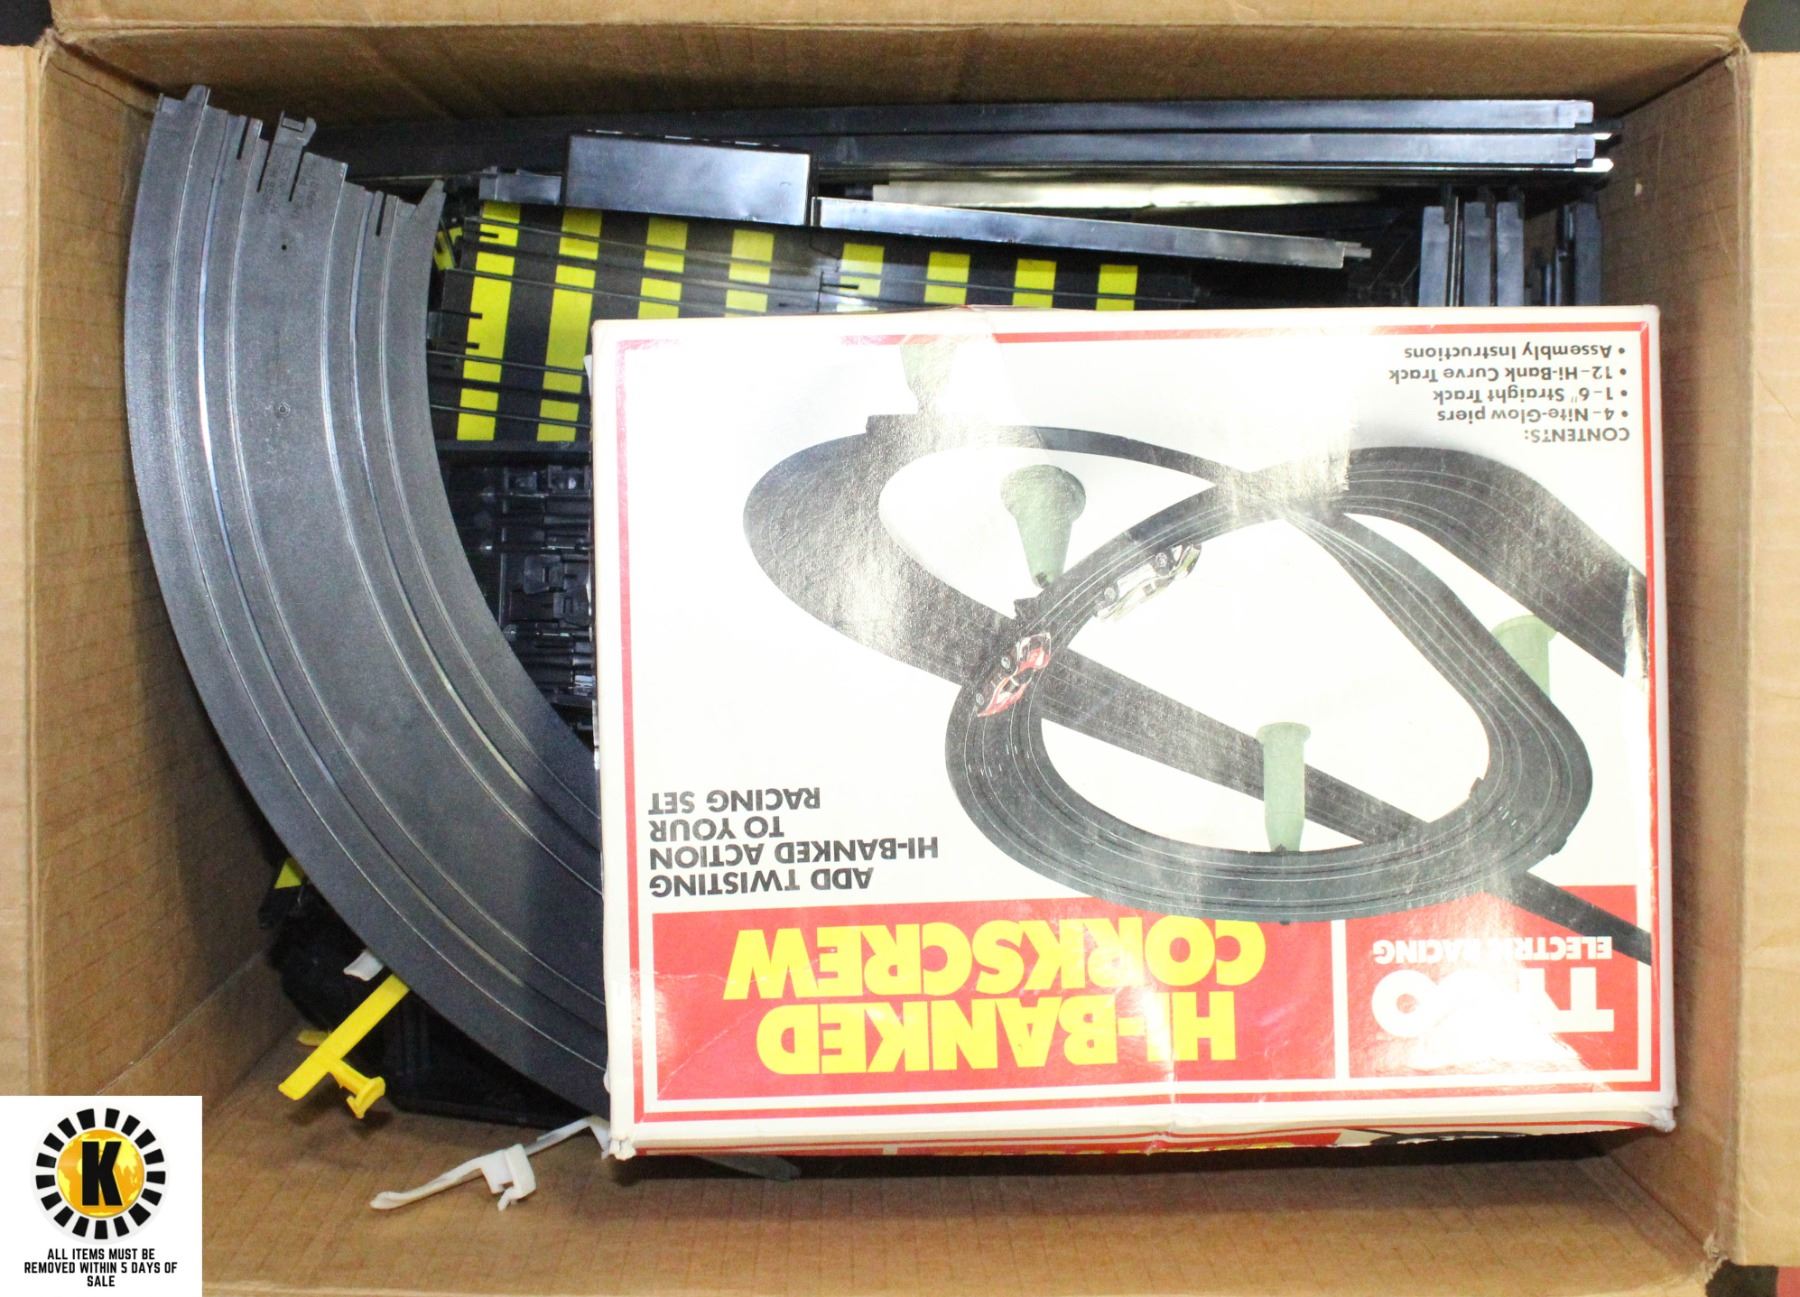 TYCO
ELECTRIC RACING
HI-BANKED
CORKSCREW
ADD TWISTING
HI-BANKED ACTION
TO YOUR
RACING SET
CONTENTS:
• 4-Nite-Glow piers
• 1-6" Straight Track
• 12-Hi-Bank Curve Track
• Assembly Instructions
K
ALL ITEMS MUST BE
REMOVED WITHIN 5 DAYS OF
SALE